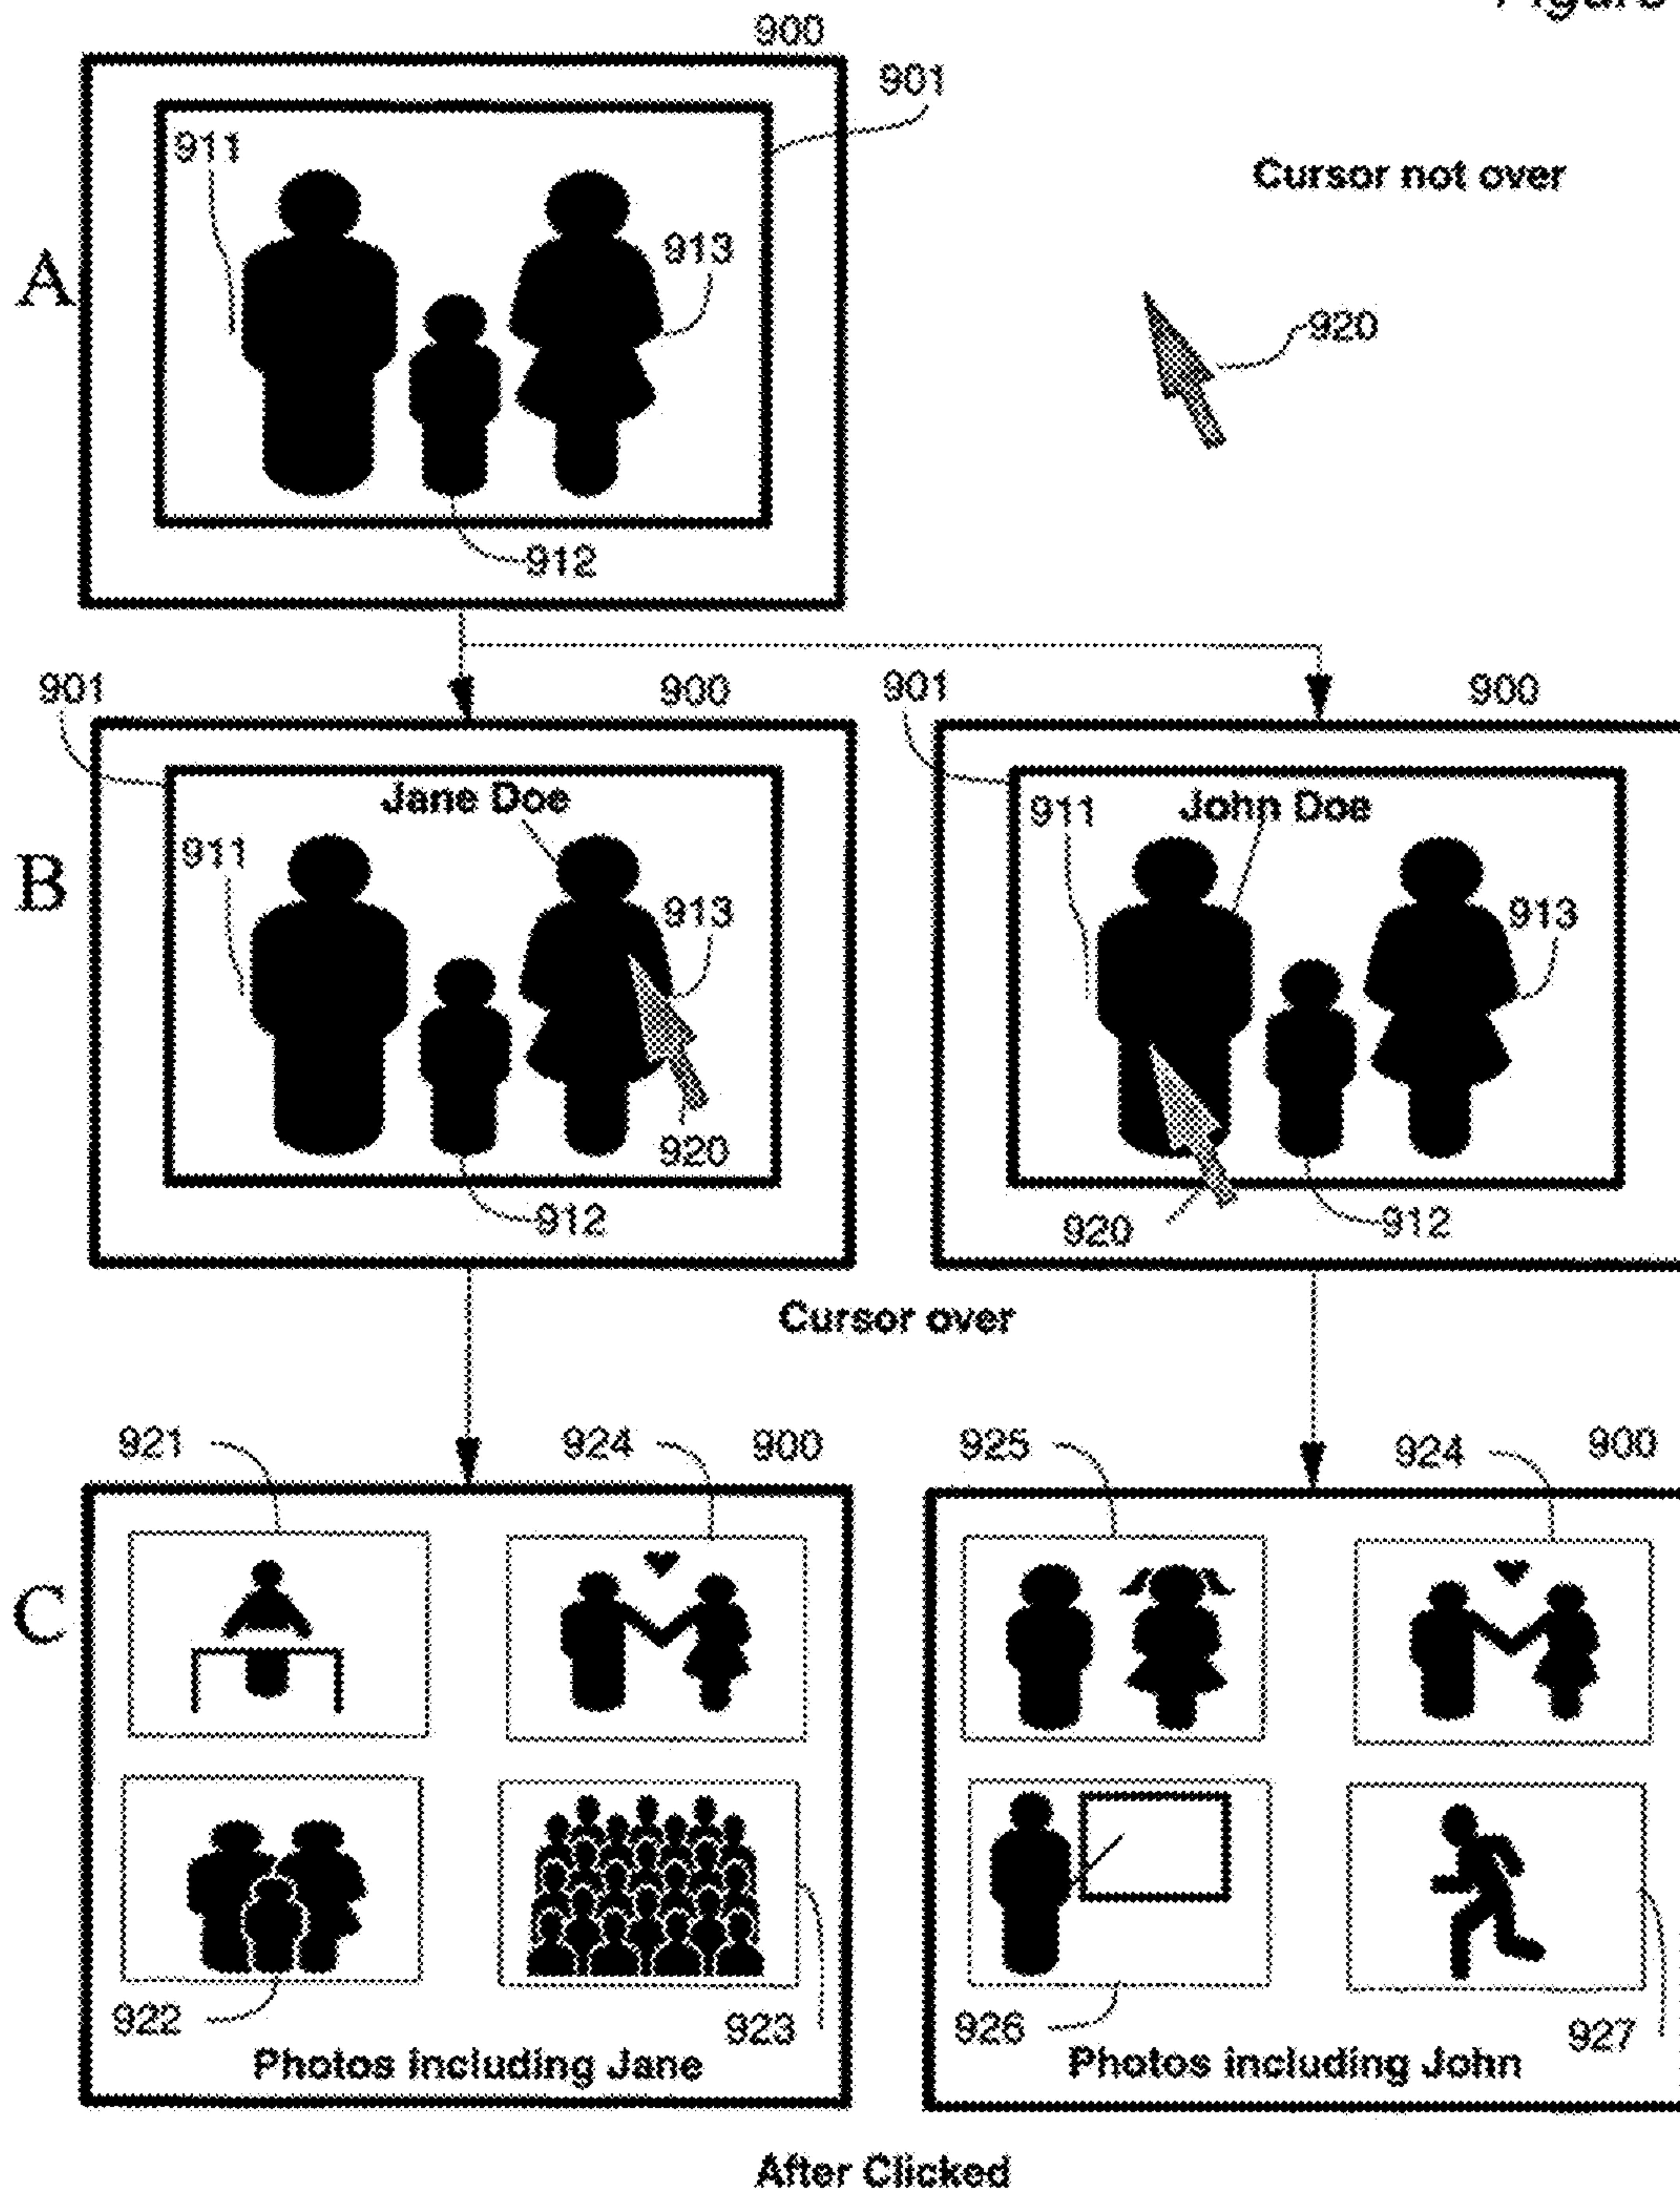 Figure
900
901
911
Cursor not over
913
A
920
912
901
900
901
900
Jane Doe
John Doe
911
911
B
913
913
920
912
920
912
Cursor over
921
924
900
925
924
900
C
922
923
926
927
Photos including Jane
Photos including John
After Clicked